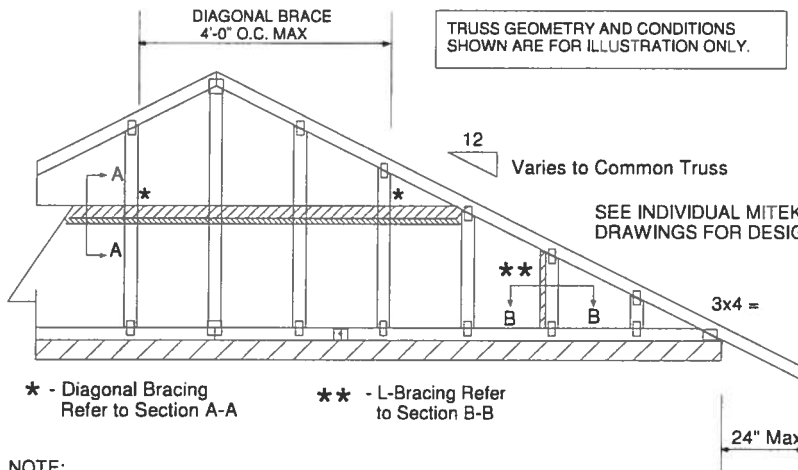 DIAGONAL BRACE
4'-0" O.C. MAX
TRUSS GEOMETRY AND CONDITIONS
SHOWN ARE FOR ILLUSTRATION ONLY.
12
Varies to Common Truss
A
*
*
SEE INDIVIDUAL MITEK
DRAWINGS FOR DESIG
A
**
B
B
3x4 =
* - Diagonal Bracing
Refer to Section A-A
** - L-Bracing Refer
to Section B-B
24" Max
NOTE: